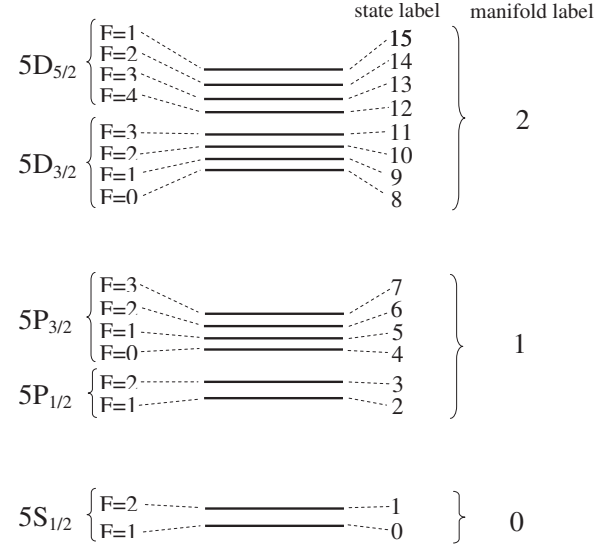 state label manifold label
F=1 15
F=2 14
5D5/2
F=3 13
F=4 12
2
F=3 11
F=2 10
5D3/2
F=1 9
F=0 8
F=3 7
F=2 6
5P3/2
F=1 5
F=0 4
1
F=2 3
5P1/2
F=1 2
F=2 1
5S1/2 0
F=1 0